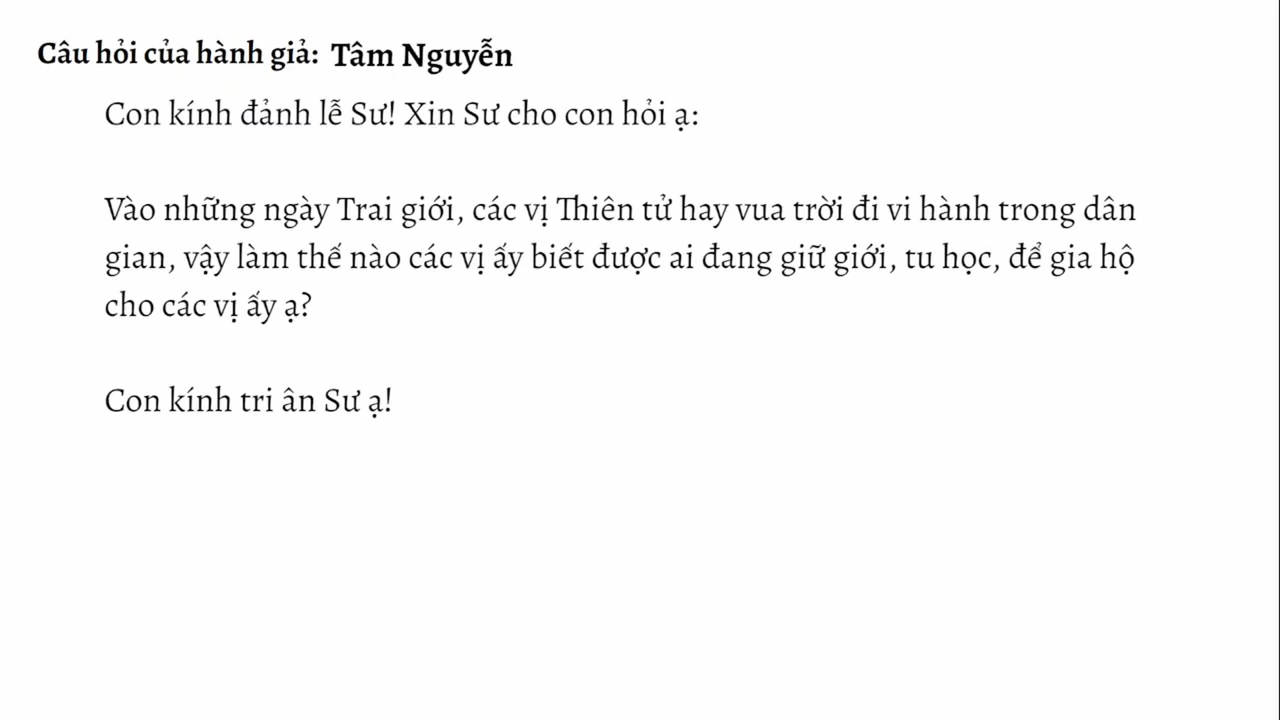 Câu hỏi của hành giả: Tâm Nguyễn
Con kính đảnh lễ Sư! Xin Sư cho con hỏi ạ:
Vào những ngày Trai giới, các vị Thiên tử hay vua trời đi vi hành trong dân
gian, vậy làm thế nào các vị ấy biết được ai đang giữ giới, tu học, để gia hộ
cho các vị ấy ạ?
Con kính tri ân Sư ạ!